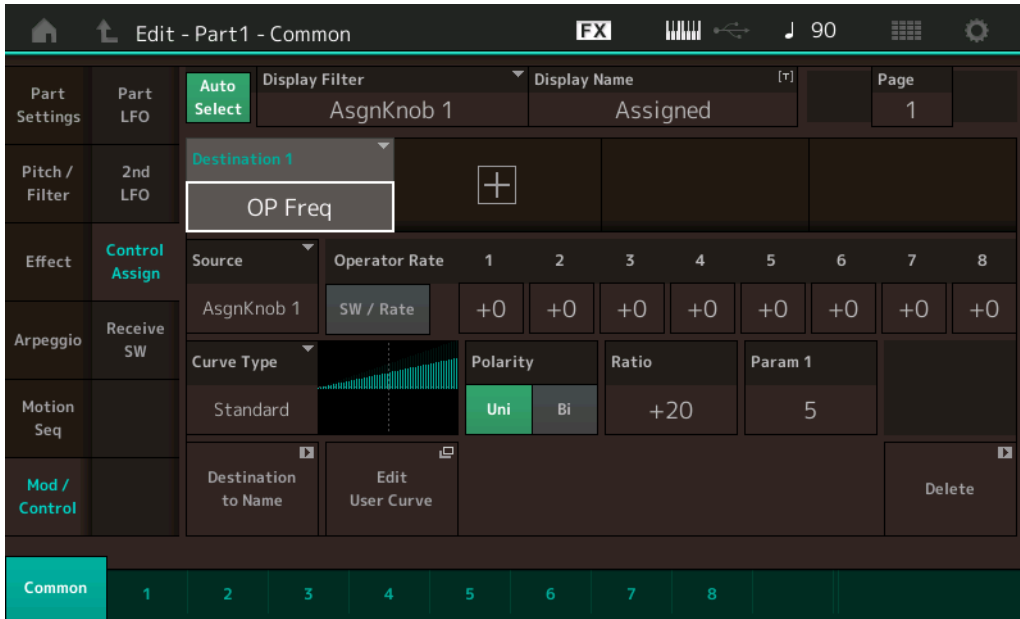 Edit - Part1 - Common
FX
90
Part
Settings
Part
LFO
Auto
Select
Display Filter
AsgnKnob 1
Display Name
[T]
Assigned
Page
1
Pitch /
Filter
2nd
LFO
Destination 1
OP Freq
Effect
Control
Assign
Source
AsgnKnob 1
Operator Rate
SW / Rate
1 2 3 4 5 6 7 8
+0 +0 +0 +0 +0 +0 +0 +0
Arpeggio
Receive
SW
Curve Type
Standard
Polarity
Uni Bi
Ratio
+20
Param 1
5
Motion
Seq
Mod /
Control
Destination
to Name
Edit
User Curve
Delete
Common 1 2 3 4 5 6 7 8